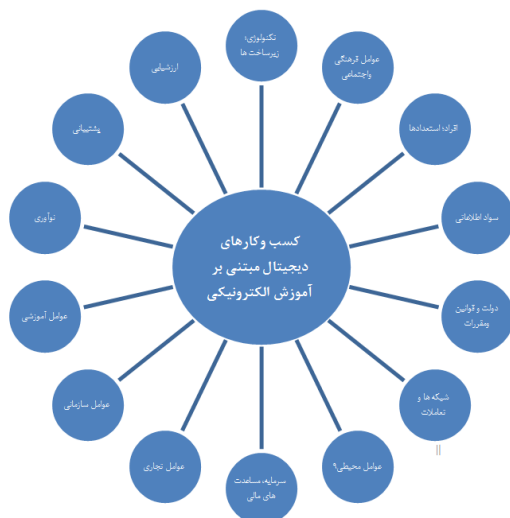 تکنولوژی؛
زیرساخت ها
عوامل فرهنگی
واجتماعی
افراد؛ استعدادها
سواد اطلاعاتی
دولت و قوانین
ومقررات
شبکه ها و
تعاملات
عوامل محیطی؟
سرمایه، مساعدت
های مالی
عوامل تجاری
عوامل سازمانی
عوامل آموزشی
نوآوری
پشتیبانی
ارزشیابی
کسب وکارهای
دیجیتال مبتنی بر
آموزش الکترونیکی